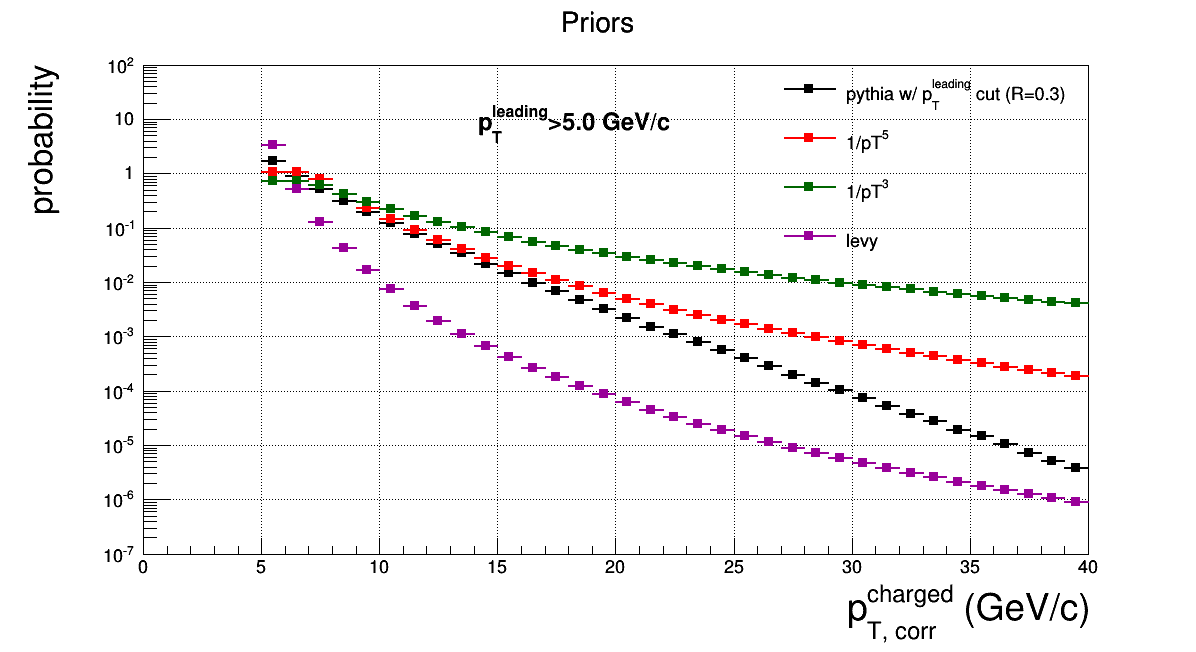 Priors
probability
10²
10
1
10⁻¹
10⁻²
10⁻³
10⁻⁴
10⁻⁵
10⁻⁶
10⁻⁷
p_T^leading>5.0 GeV/c
pythia w/ p_T^leading cut (R=0.3)
1/pT⁵
1/pT³
levy
0 5 10 15 20 25 30 35 40
p_T, corr^charged (GeV/c)